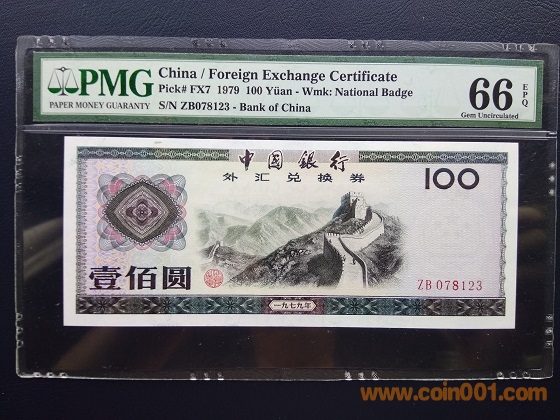 PMG
PAPER MONEY GUARANTY
China / Foreign Exchange Certificate
Pick# FX7 1979 100 Yüan - Wmk: National Badge
S/N ZB078123 - Bank of China
66 EPQ
Gem Uncirculated
中國銀行
外汇兑换券
100
壹佰圆
ZB 078123
一九七九年
www.coin001.com